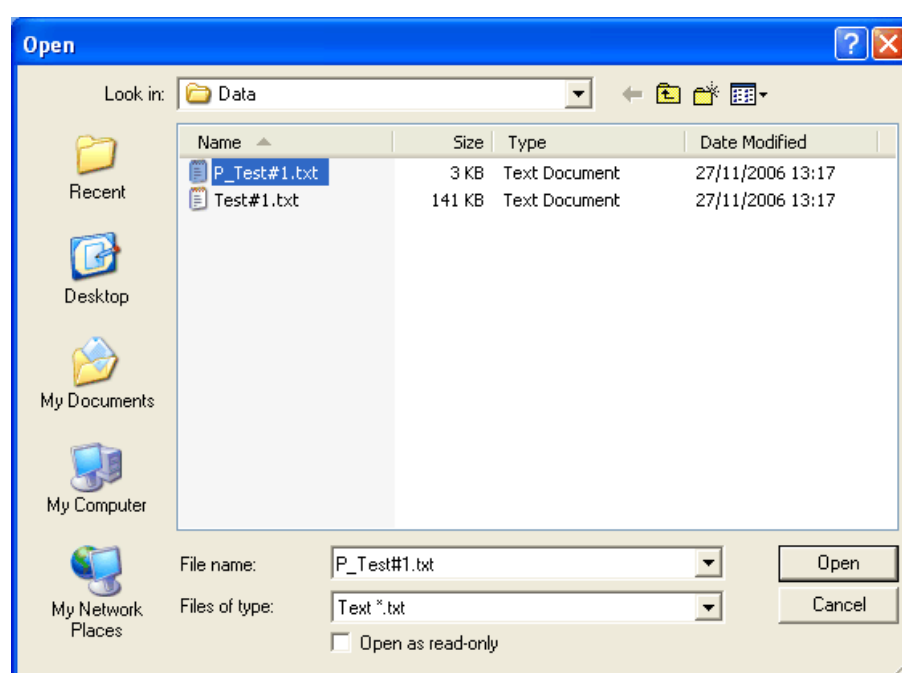 Open
Look in: Data
Name Size Type Date Modified
P_Test#1.txt 3 KB Text Document 27/11/2006 13:17
Test#1.txt 141 KB Text Document 27/11/2006 13:17
Recent
Desktop
My Documents
My Computer
My Network
Places
File name: P_Test#1.txt Open
Files of type: Text *.txt Cancel
Open as read-only